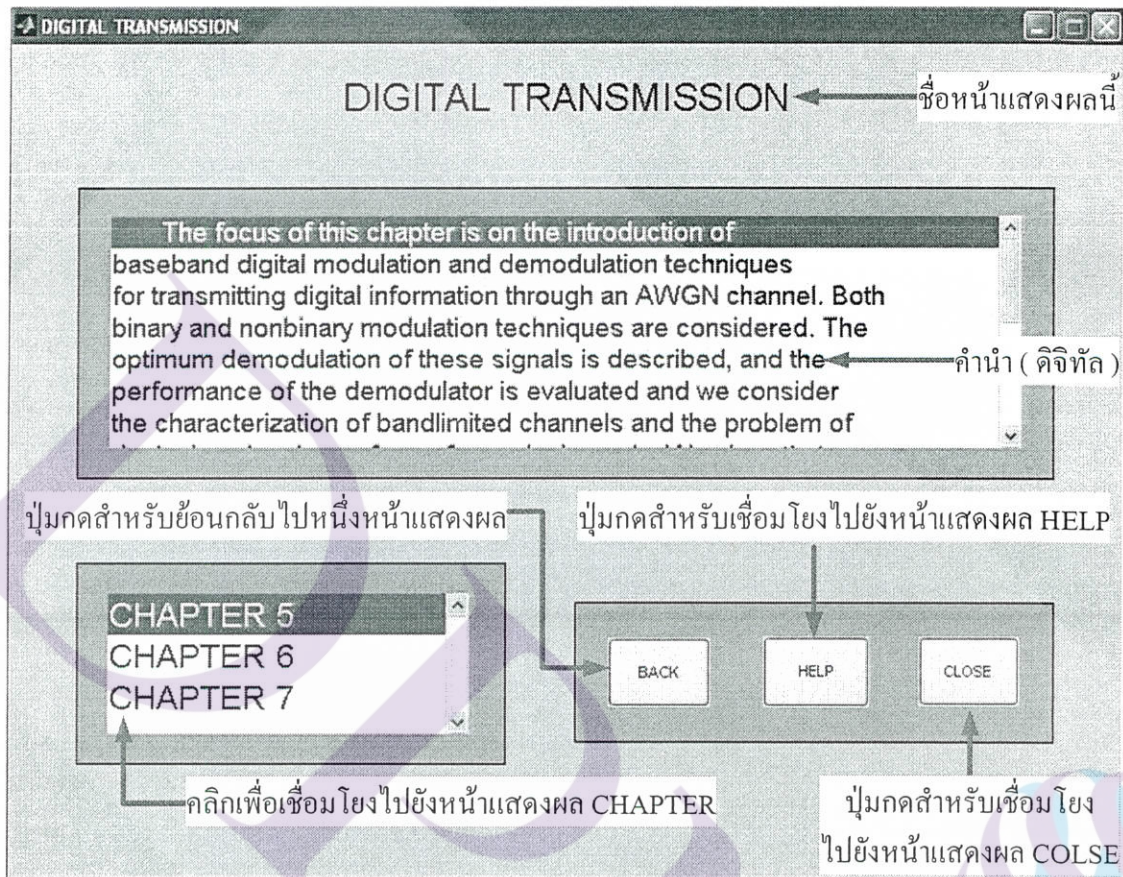 DIGITAL TRANSMISSION
DIGITAL TRANSMISSION
ชื่อหน้าแสดงผลนี้
The focus of this chapter is on the introduction of
baseband digital modulation and demodulation techniques
for transmitting digital information through an AWGN channel. Both
binary and nonbinary modulation techniques are considered. The
optimum demodulation of these signals is described, and the
คำนำ ( ดิจิทัล )
performance of the demodulator is evaluated and we consider
the characterization of bandlimited channels and the problem of
ปุ่มกดสำหรับย้อนกลับไปหนึ่งหน้าแสดงผล
ปุ่มกดสำหรับเชื่อมโยงไปยังหน้าแสดงผล HELP
CHAPTER 5
CHAPTER 6
CHAPTER 7
BACK
HELP
CLOSE
คลิกเพื่อเชื่อมโยงไปยังหน้าแสดงผล CHAPTER
ปุ่มกดสำหรับเชื่อมโยง
ไปยังหน้าแสดงผล COLSE